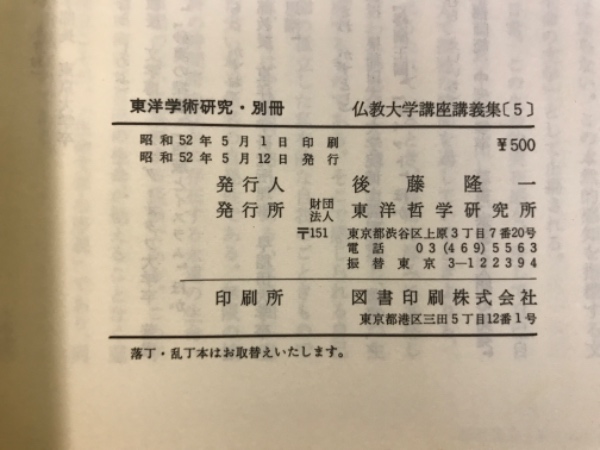 東洋学術研究・別冊 仏教大学講座講義集〔5〕
昭和52年5月1日 印刷 ¥500
昭和52年5月12日 発行
発行人 後藤隆一
発行所 財団法人 東洋哲学研究所
〒151 東京都渋谷区上原3丁目7番20号
電話 03(469)5563
振替 東京 3-122394
印刷所 図書印刷株式会社
東京都港区三田5丁目12番1号
落丁・乱丁本はお取替えいたします。